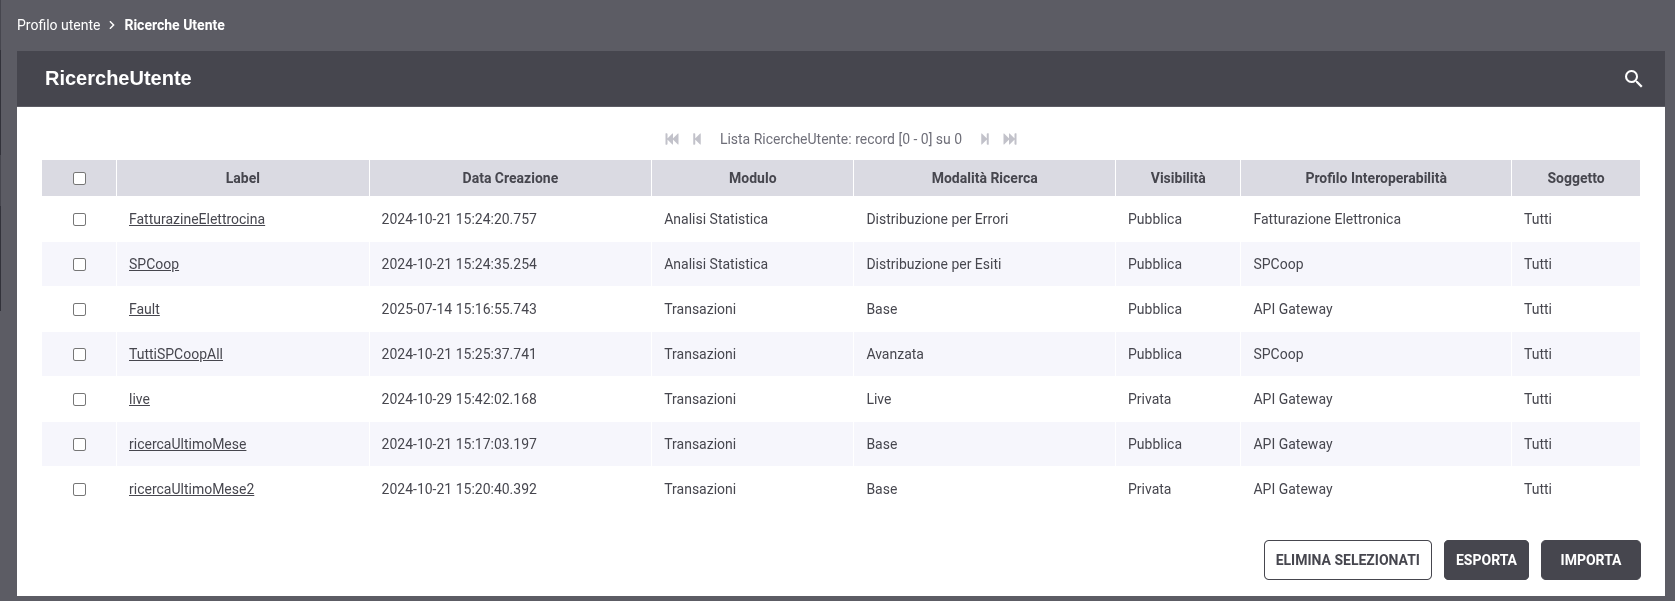 Profilo utente > Ricerche Utente
RicercheUtente
Lista RicercheUtente: record [0 - 0] su 0
Label Data Creazione Modulo Modalità Ricerca Visibilità Profilo Interoperabilità Soggetto
FatturazineElettrocina 2024-10-21 15:24:20.757 Analisi Statistica Distribuzione per Errori Pubblica Fatturazione Elettronica Tutti
SPCoop 2024-10-21 15:24:35.254 Analisi Statistica Distribuzione per Esiti Pubblica SPCoop Tutti
Fault 2025-07-14 15:16:55.743 Transazioni Base Pubblica API Gateway Tutti
TuttiSPCoopAll 2024-10-21 15:25:37.741 Transazioni Avanzata Pubblica SPCoop Tutti
live 2024-10-29 15:42:02.168 Transazioni Live Privata API Gateway Tutti
ricercaUltimoMese 2024-10-21 15:17:03.197 Transazioni Base Pubblica API Gateway Tutti
ricercaUltimoMese2 2024-10-21 15:20:40.392 Transazioni Base Privata API Gateway Tutti
ELIMINA SELEZIONATI ESPORTA IMPORTA